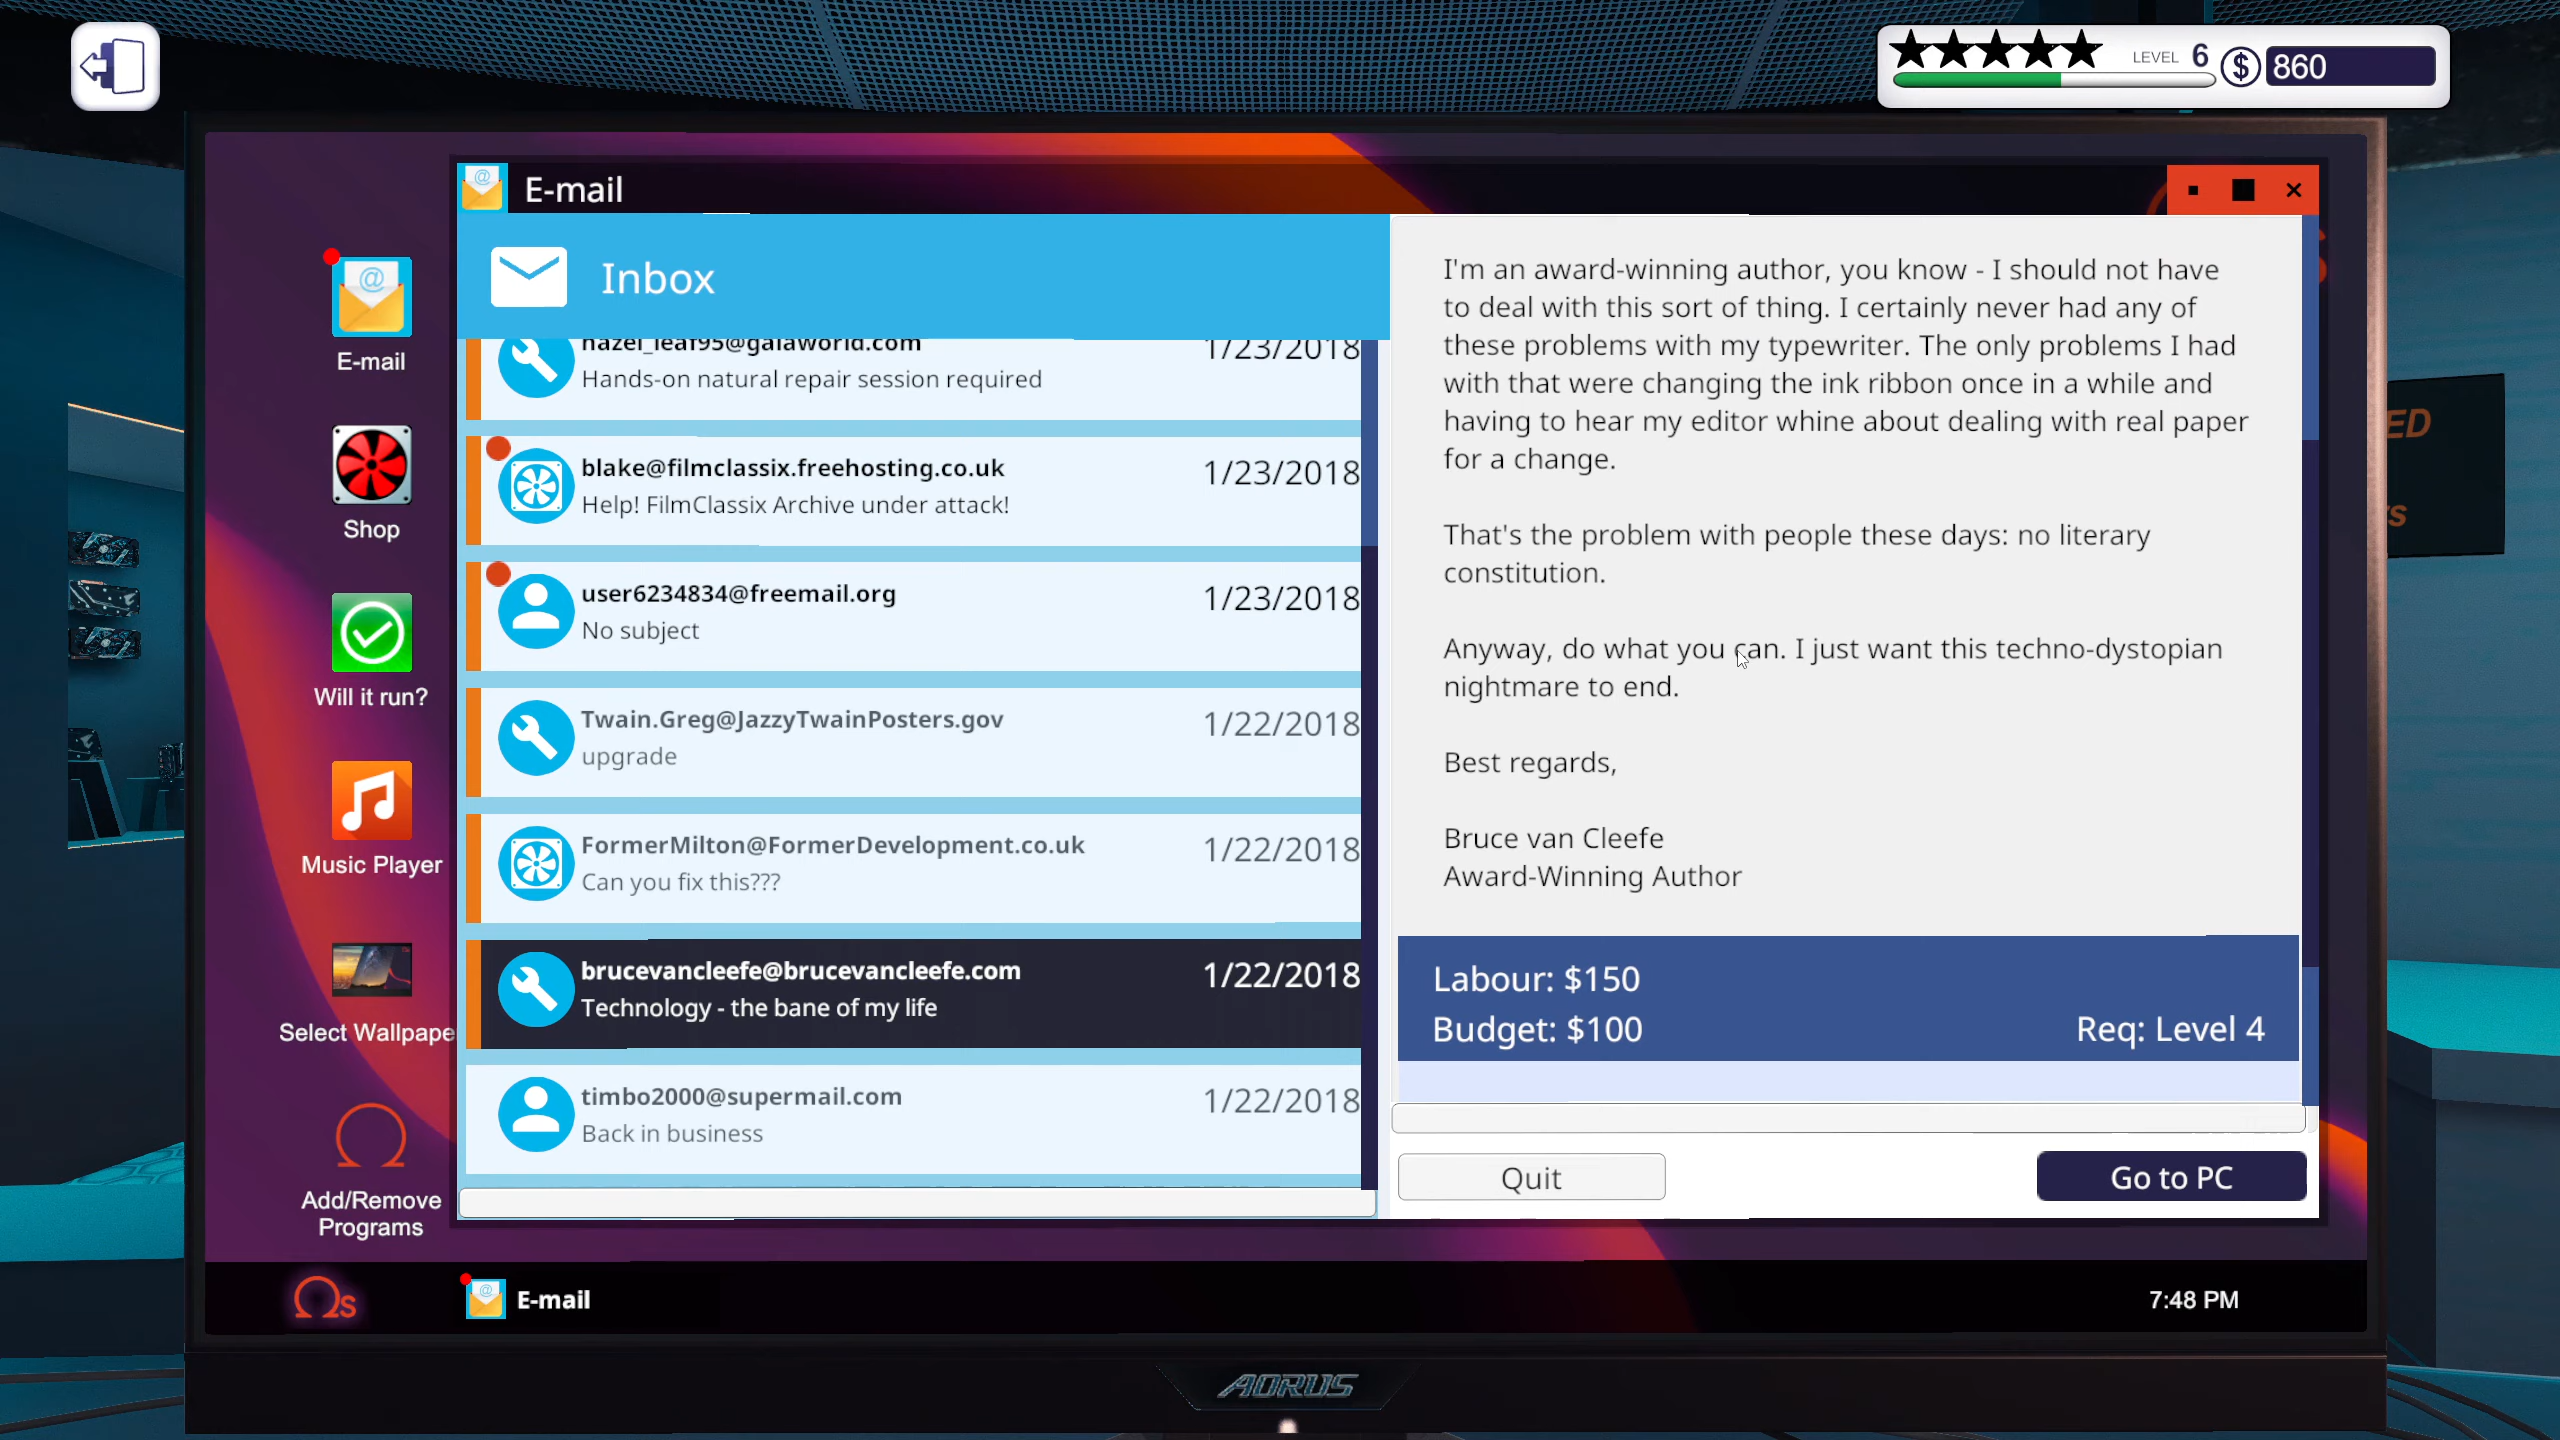 LEVEL 6
860
E-mail
E-mail
Shop
Will it run?
Music Player
Select Wallpape
Add/Remove
Programs
Inbox
hazel_leaf95@gaiaworld.com
1/23/2018
Hands-on natural repair session required
blake@filmclassix.freehosting.co.uk
1/23/2018
Help! FilmClassix Archive under attack!
user6234834@freemail.org
1/23/2018
No subject
Twain.Greg@JazzyTwainPosters.gov
1/22/2018
upgrade
FormerMilton@FormerDevelopment.co.uk
1/22/2018
Can you fix this???
brucevancleefe@brucevancleefe.com
1/22/2018
Technology - the bane of my life
timbo2000@supermail.com
1/22/2018
Back in business
I'm an award-winning author, you know - I should not have
to deal with this sort of thing. I certainly never had any of
these problems with my typewriter. The only problems I had
with that were changing the ink ribbon once in a while and
having to hear my editor whine about dealing with real paper
for a change.
That's the problem with people these days: no literary
constitution.
Anyway, do what you can. I just want this techno-dystopian
nightmare to end.
Best regards,
Bruce van Cleefe
Award-Winning Author
Labour: $150
Budget: $100
Req: Level 4
Quit
Go to PC
ED
rs
Ωs
E-mail
7:48 PM
AORUS